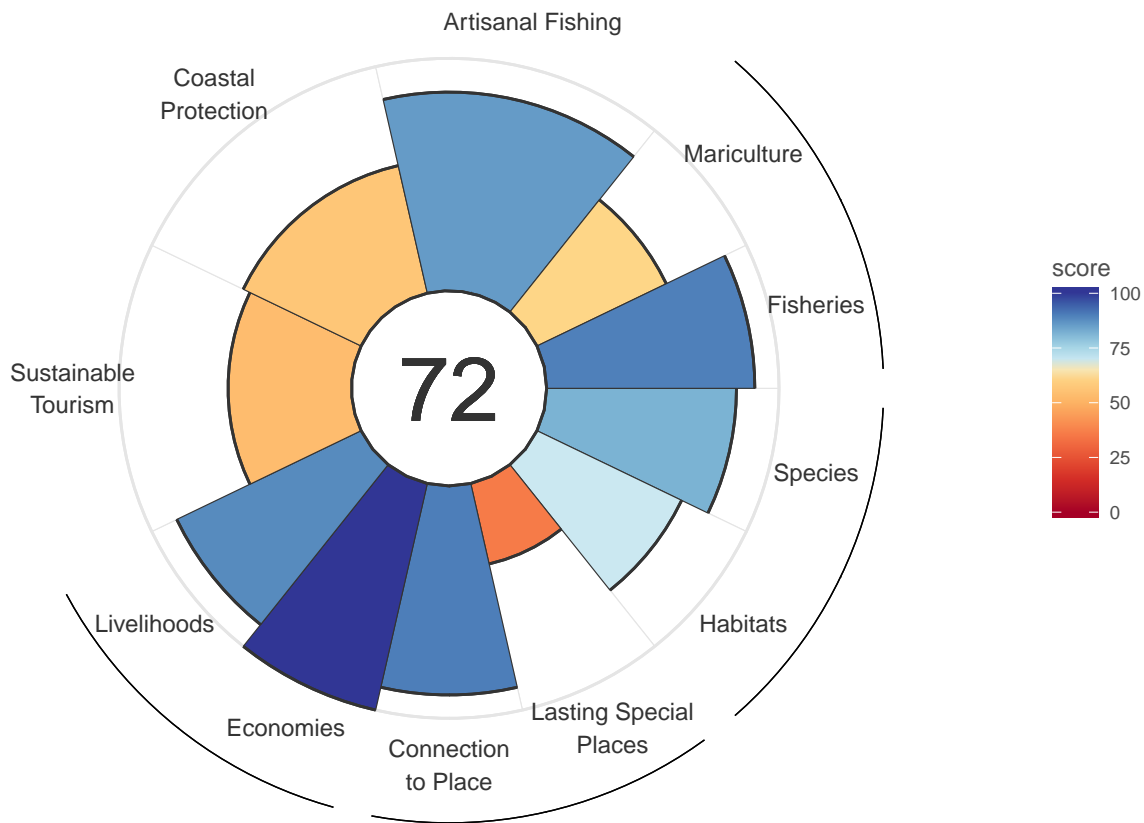 Artisanal Fishing
Coastal
Protection
Mariculture
Fisheries
score
100
75
50
25
0
72
Sustainable
Tourism
Species
Habitats
Livelihoods
Lasting Special
Places
Economies
Connection
to Place